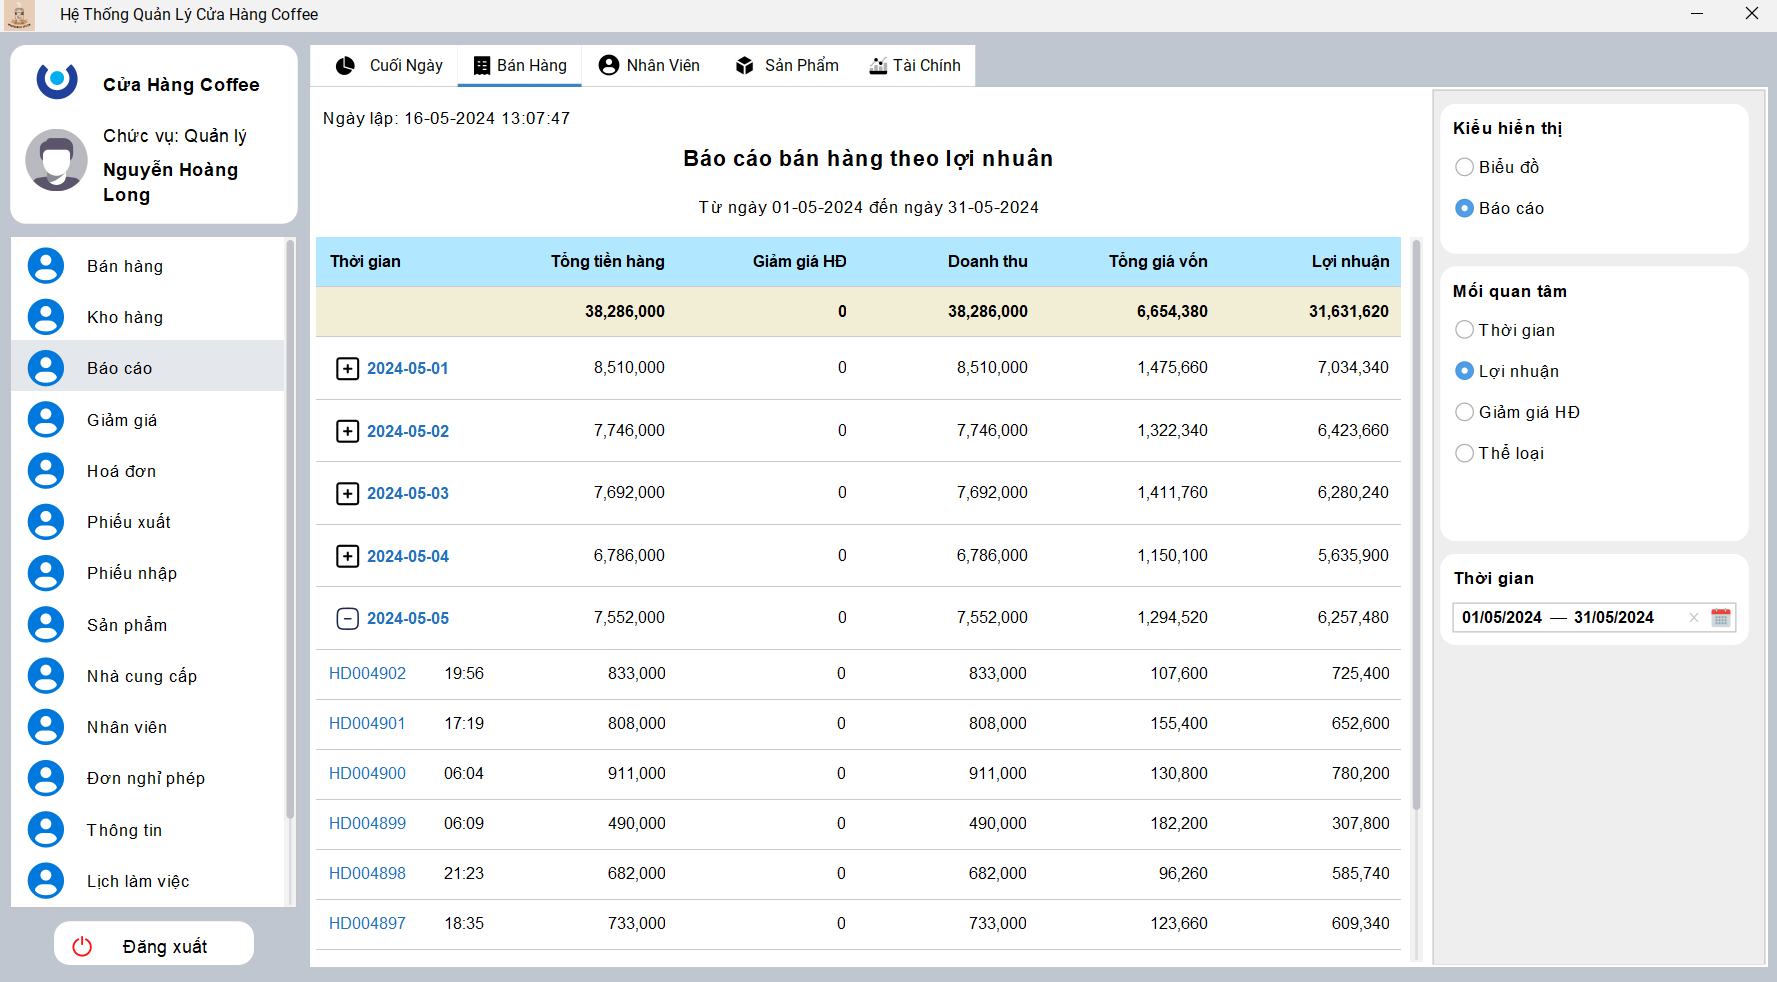 Hệ Thống Quản Lý Cửa Hàng Coffee
Cửa Hàng Coffee
Chức vụ: Quản lý
Nguyễn Hoàng
Long
Bán hàng
Kho hàng
Báo cáo
Giảm giá
Hoá đơn
Phiếu xuất
Phiếu nhập
Sản phẩm
Nhà cung cấp
Nhân viên
Đơn nghỉ phép
Thông tin
Lịch làm việc
Đăng xuất
Cuối Ngày Bán Hàng Nhân Viên Sản Phẩm Tài Chính
Ngày lập: 16-05-2024 13:07:47
Báo cáo bán hàng theo lợi nhuận
Từ ngày 01-05-2024 đến ngày 31-05-2024
Thời gian Tổng tiền hàng Giảm giá HĐ Doanh thu Tổng giá vốn Lợi nhuận
38,286,000 0 38,286,000 6,654,380 31,631,620
2024-05-01 8,510,000 0 8,510,000 1,475,660 7,034,340
2024-05-02 7,746,000 0 7,746,000 1,322,340 6,423,660
2024-05-03 7,692,000 0 7,692,000 1,411,760 6,280,240
2024-05-04 6,786,000 0 6,786,000 1,150,100 5,635,900
2024-05-05 7,552,000 0 7,552,000 1,294,520 6,257,480
HD004902 19:56 833,000 0 833,000 107,600 725,400
HD004901 17:19 808,000 0 808,000 155,400 652,600
HD004900 06:04 911,000 0 911,000 130,800 780,200
HD004899 06:09 490,000 0 490,000 182,200 307,800
HD004898 21:23 682,000 0 682,000 96,260 585,740
HD004897 18:35 733,000 0 733,000 123,660 609,340
Kiểu hiển thị
Biểu đồ
Báo cáo
Mối quan tâm
Thời gian
Lợi nhuận
Giảm giá HĐ
Thể loại
Thời gian
01/05/2024 — 31/05/2024